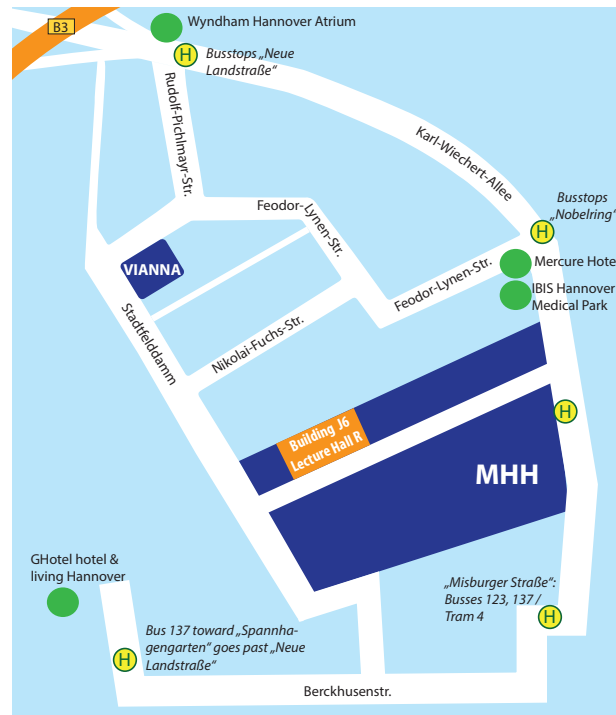 Wyndham Hannover Atrium
B3
H
Busstops „Neue
Landstraße“
Rudolf-Pichlmayr-Str.
Karl-Wiechert-Allee
Feodor-Lynen-Str.
Busstops
„Nobelring“
H
VIANNA
Mercure Hote
Feodor-Lynen-Str.
IBIS Hannover
Medical Park
Stadtfelddamm
Nikolai-Fuchs-Str.
H
Building J6
Lecture Hall R
MHH
GHotel hotel &
living Hannover
„Misburger Straße“:
Busses 123, 137 /
Tram 4
H
Bus 137 toward „Spannha-
gengarten“ goes past „Neue
Landstraße“
H
Berckhusenstr.